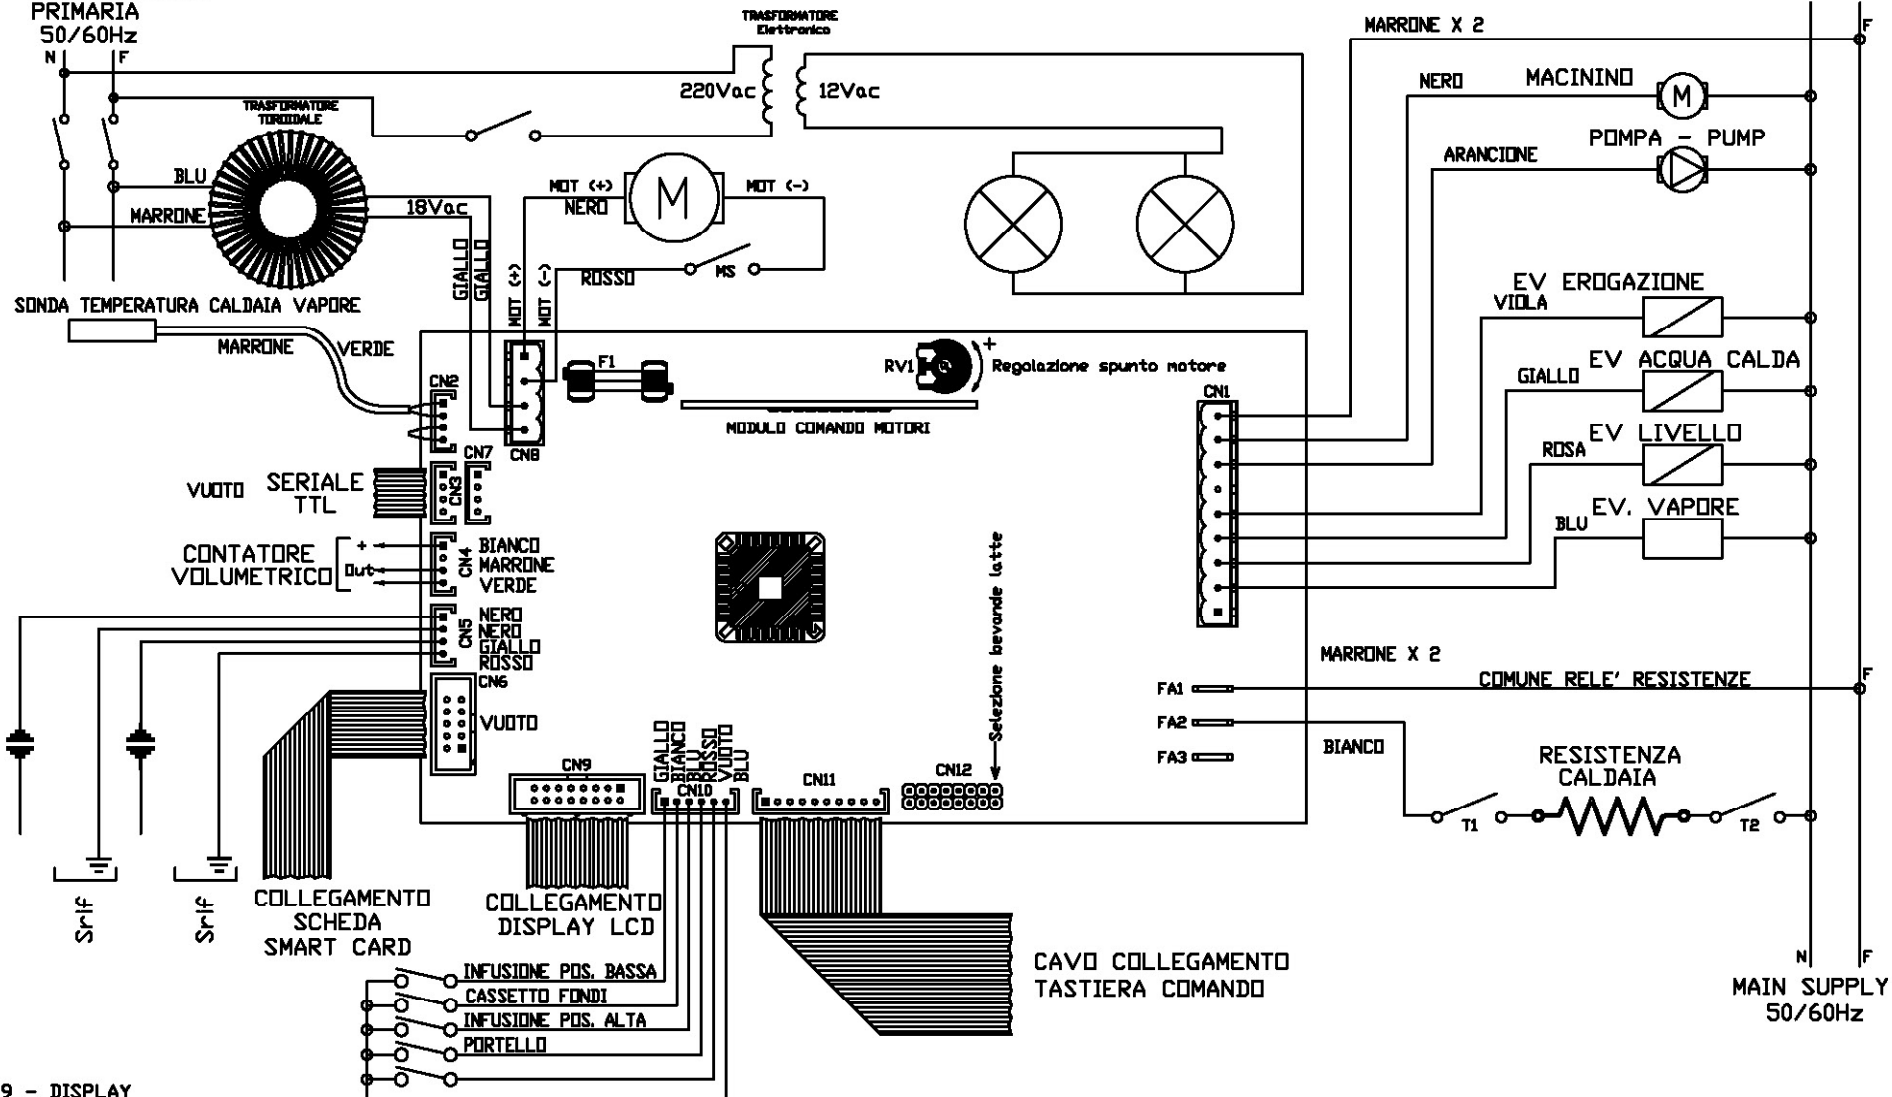 PRIMARIA
50/60Hz
N
F
TRASFORMATORE
Elettronico
220Vac
12Vac
TRASFORMATORE
TOROIDALE
BLU
MARRONE
18Vac
GIALLO
GIALLO
MOT (+)
NERO
M
MOT (-)
MOT (+)
MOT (-)
ROSSO
MS
MARRONE X 2
F
NERO
MACININO
M
POMPA - PUMP
ARANCIONE
EV EROGAZIONE
VIOLA
EV ACQUA CALDA
GIALLO
EV LIVELLO
ROSA
EV. VAPORE
BLU
SONDA TEMPERATURA CALDAIA VAPORE
MARRONE
VERDE
CN2
CN8
F1
RV1
+
Regolazione spunto motore
MODULO COMANDO MOTORI
CN1
CN7
CN3
VUOTO
SERIALE
TTL
CONTATORE
VOLUMETRICO
+
Out
CN4
BIANCO
MARRONE
VERDE
CN5
NERO
NERO
GIALLO
ROSSO
CN6
VUOTO
Selezione bevande latte
MARRONE X 2
FA1
COMUNE RELE' RESISTENZE
F
FA2
BIANCO
FA3
RESISTENZA
CALDAIA
T1
T2
CN9
GIALLO
BIANCO
BLU
ROSSO
VUOTO
BLU
CN10
CN11
CN12
Srif
Srif
COLLEGAMENTO
SCHEDA
SMART CARD
COLLEGAMENTO
DISPLAY LCD
CAVO COLLEGAMENTO
TASTIERA COMANDO
INFUSIONE POS. BASSA
CASSETTO FONDI
INFUSIONE POS. ALTA
PORTELLO
N
F
MAIN SUPPLY
50/60Hz
9 - DISPLAY